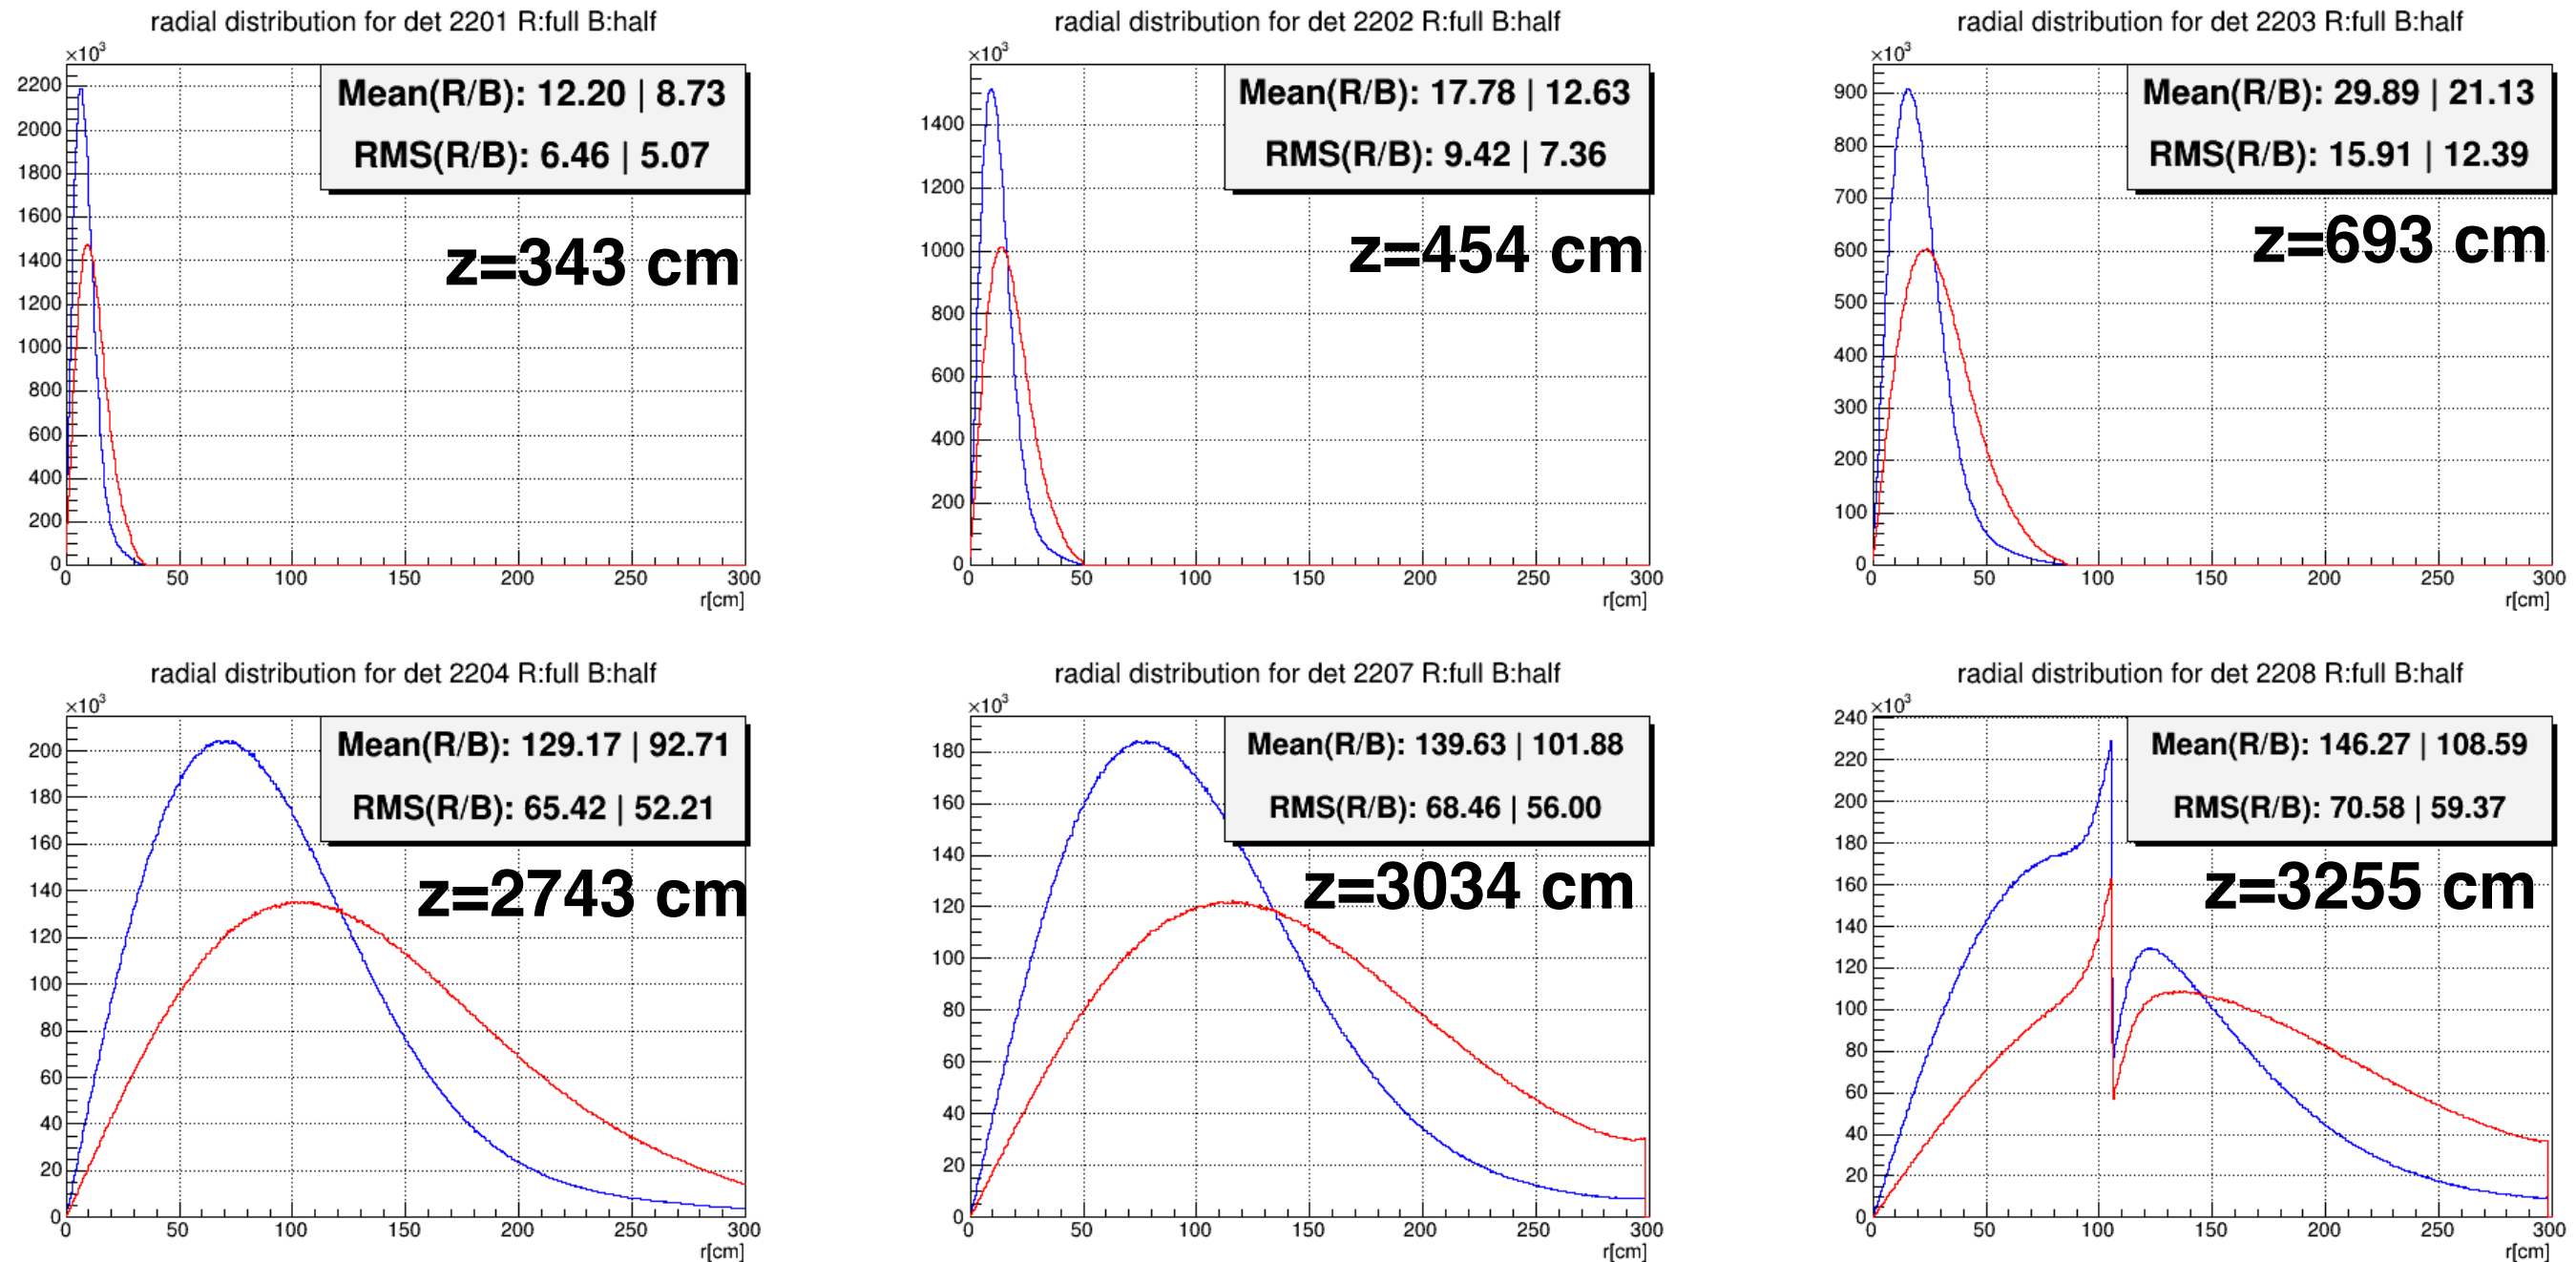 radial distribution for det 2201 R:full B:half
×10³
Mean(R/B): 12.20 | 8.73
RMS(R/B): 6.46 | 5.07
z=343 cm
2200
2000
1800
1600
1400
1200
1000
800
600
400
200
0
0 50 100 150 200 250 300
r[cm]
radial distribution for det 2202 R:full B:half
×10³
Mean(R/B): 17.78 | 12.63
RMS(R/B): 9.42 | 7.36
z=454 cm
1400
1200
1000
800
600
400
200
0
0 50 100 150 200 250 300
r[cm]
radial distribution for det 2203 R:full B:half
×10³
Mean(R/B): 29.89 | 21.13
RMS(R/B): 15.91 | 12.39
z=693 cm
900
800
700
600
500
400
300
200
100
0
0 50 100 150 200 250 300
r[cm]
radial distribution for det 2204 R:full B:half
×10³
Mean(R/B): 129.17 | 92.71
RMS(R/B): 65.42 | 52.21
z=2743 cm
200
180
160
140
120
100
80
60
40
20
0
0 50 100 150 200 250 300
r[cm]
radial distribution for det 2207 R:full B:half
×10³
Mean(R/B): 139.63 | 101.88
RMS(R/B): 68.46 | 56.00
z=3034 cm
180
160
140
120
100
80
60
40
20
0
0 50 100 150 200 250 300
r[cm]
radial distribution for det 2208 R:full B:half
×10³
Mean(R/B): 146.27 | 108.59
RMS(R/B): 70.58 | 59.37
z=3255 cm
240
220
200
180
160
140
120
100
80
60
40
20
0
0 50 100 150 200 250 300
r[cm]